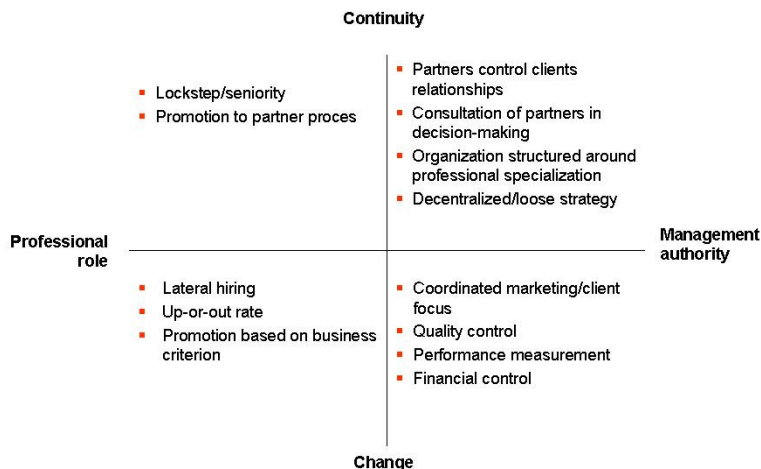 Continuity
Lockstep/seniority
Promotion to partner proces
Partners control clients
relationships
Consultation of partners in
decision-making
Organization structured around
professional specialization
Decentralized/loose strategy
Professional
role
Management
authority
Lateral hiring
Up-or-out rate
Promotion based on business
criterion
Coordinated marketing/client
focus
Quality control
Performance measurement
Financial control
Change